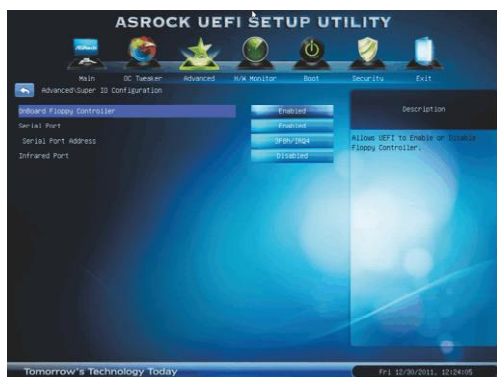 ASROCK UEFI SETUP UTILITY
ASRock
Main OC Tweaker Advanced H/W Monitor Boot Security Exit
Advanced\Super IO Configuration
OnBoard Floppy Controller Enabled
Serial Port Enabled
Serial Port Address 3F8h/IRQ4
Infrared Port Disabled
Description
Allows UEFI to Enable or Disable
Floppy Controller.
Tomorrow's Technology Today
Fri 12/30/2011, 12:24:05